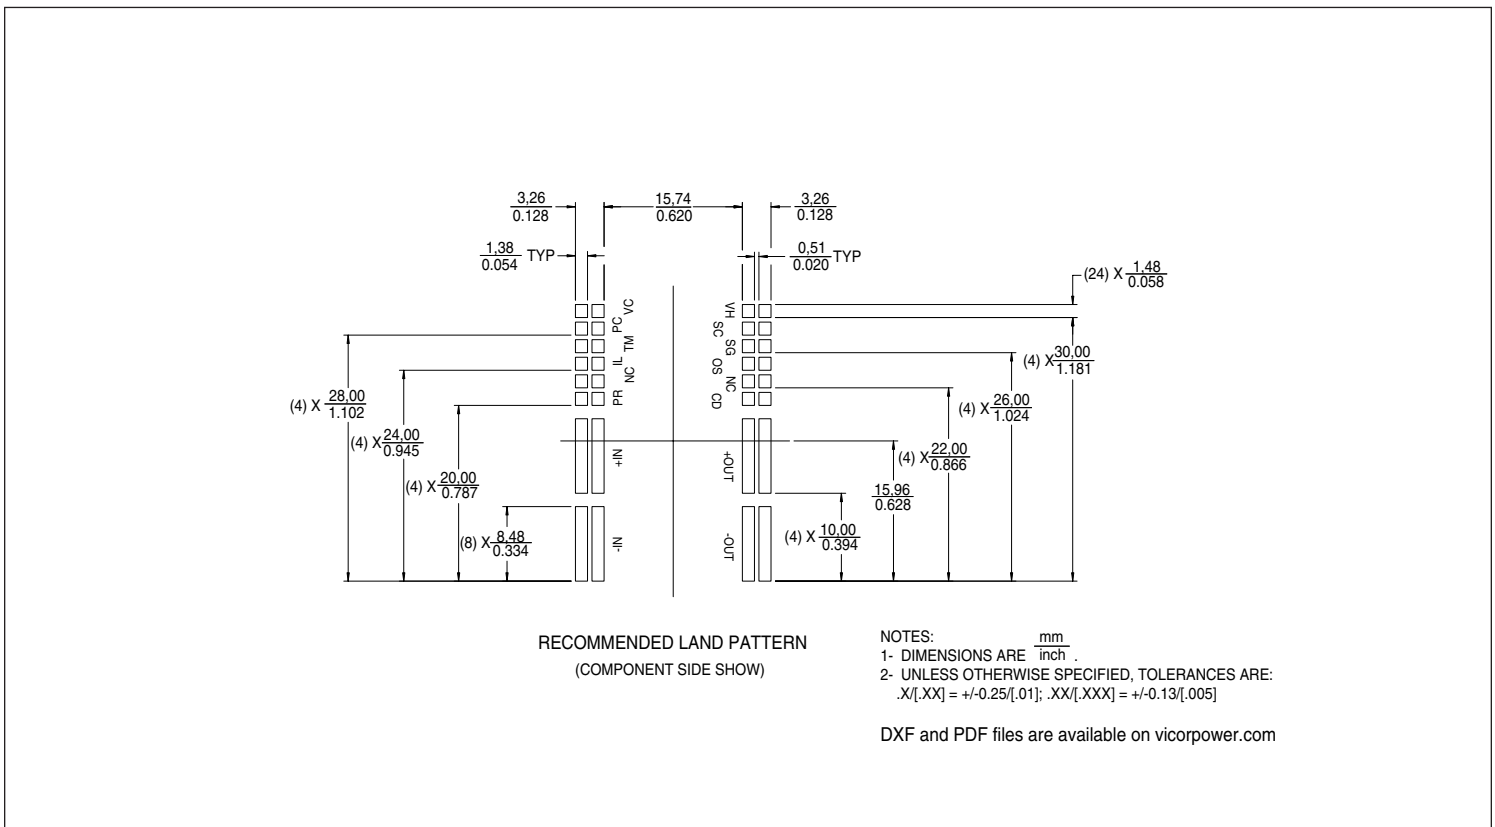 3,26
0.128
15,74
0.620
3,26
0.128
1,38
0.054
TYP
0,51
0.020
TYP
(24) X 1,48
0.058
VC
PC
TM
IL
NC
PR
+IN
-IN
VH
SC
SG
OS
NC
CD
+OUT
-OUT
(4) X 28,00
1.102
(4) X 24,00
0.945
(4) X 20,00
0.787
(8) X 8,48
0.334
(4) X 30,00
1.181
(4) X 26,00
1.024
(4) X 22,00
0.866
15,96
0.628
(4) X 10,00
0.394
RECOMMENDED LAND PATTERN
(COMPONENT SIDE SHOW)
NOTES:
1- DIMENSIONS ARE mm
inch .
2- UNLESS OTHERWISE SPECIFIED, TOLERANCES ARE:
.X/[.XX] = +/-0.25/[.01]; .XX/[.XXX] = +/-0.13/[.005]
DXF and PDF files are available on vicorpower.com